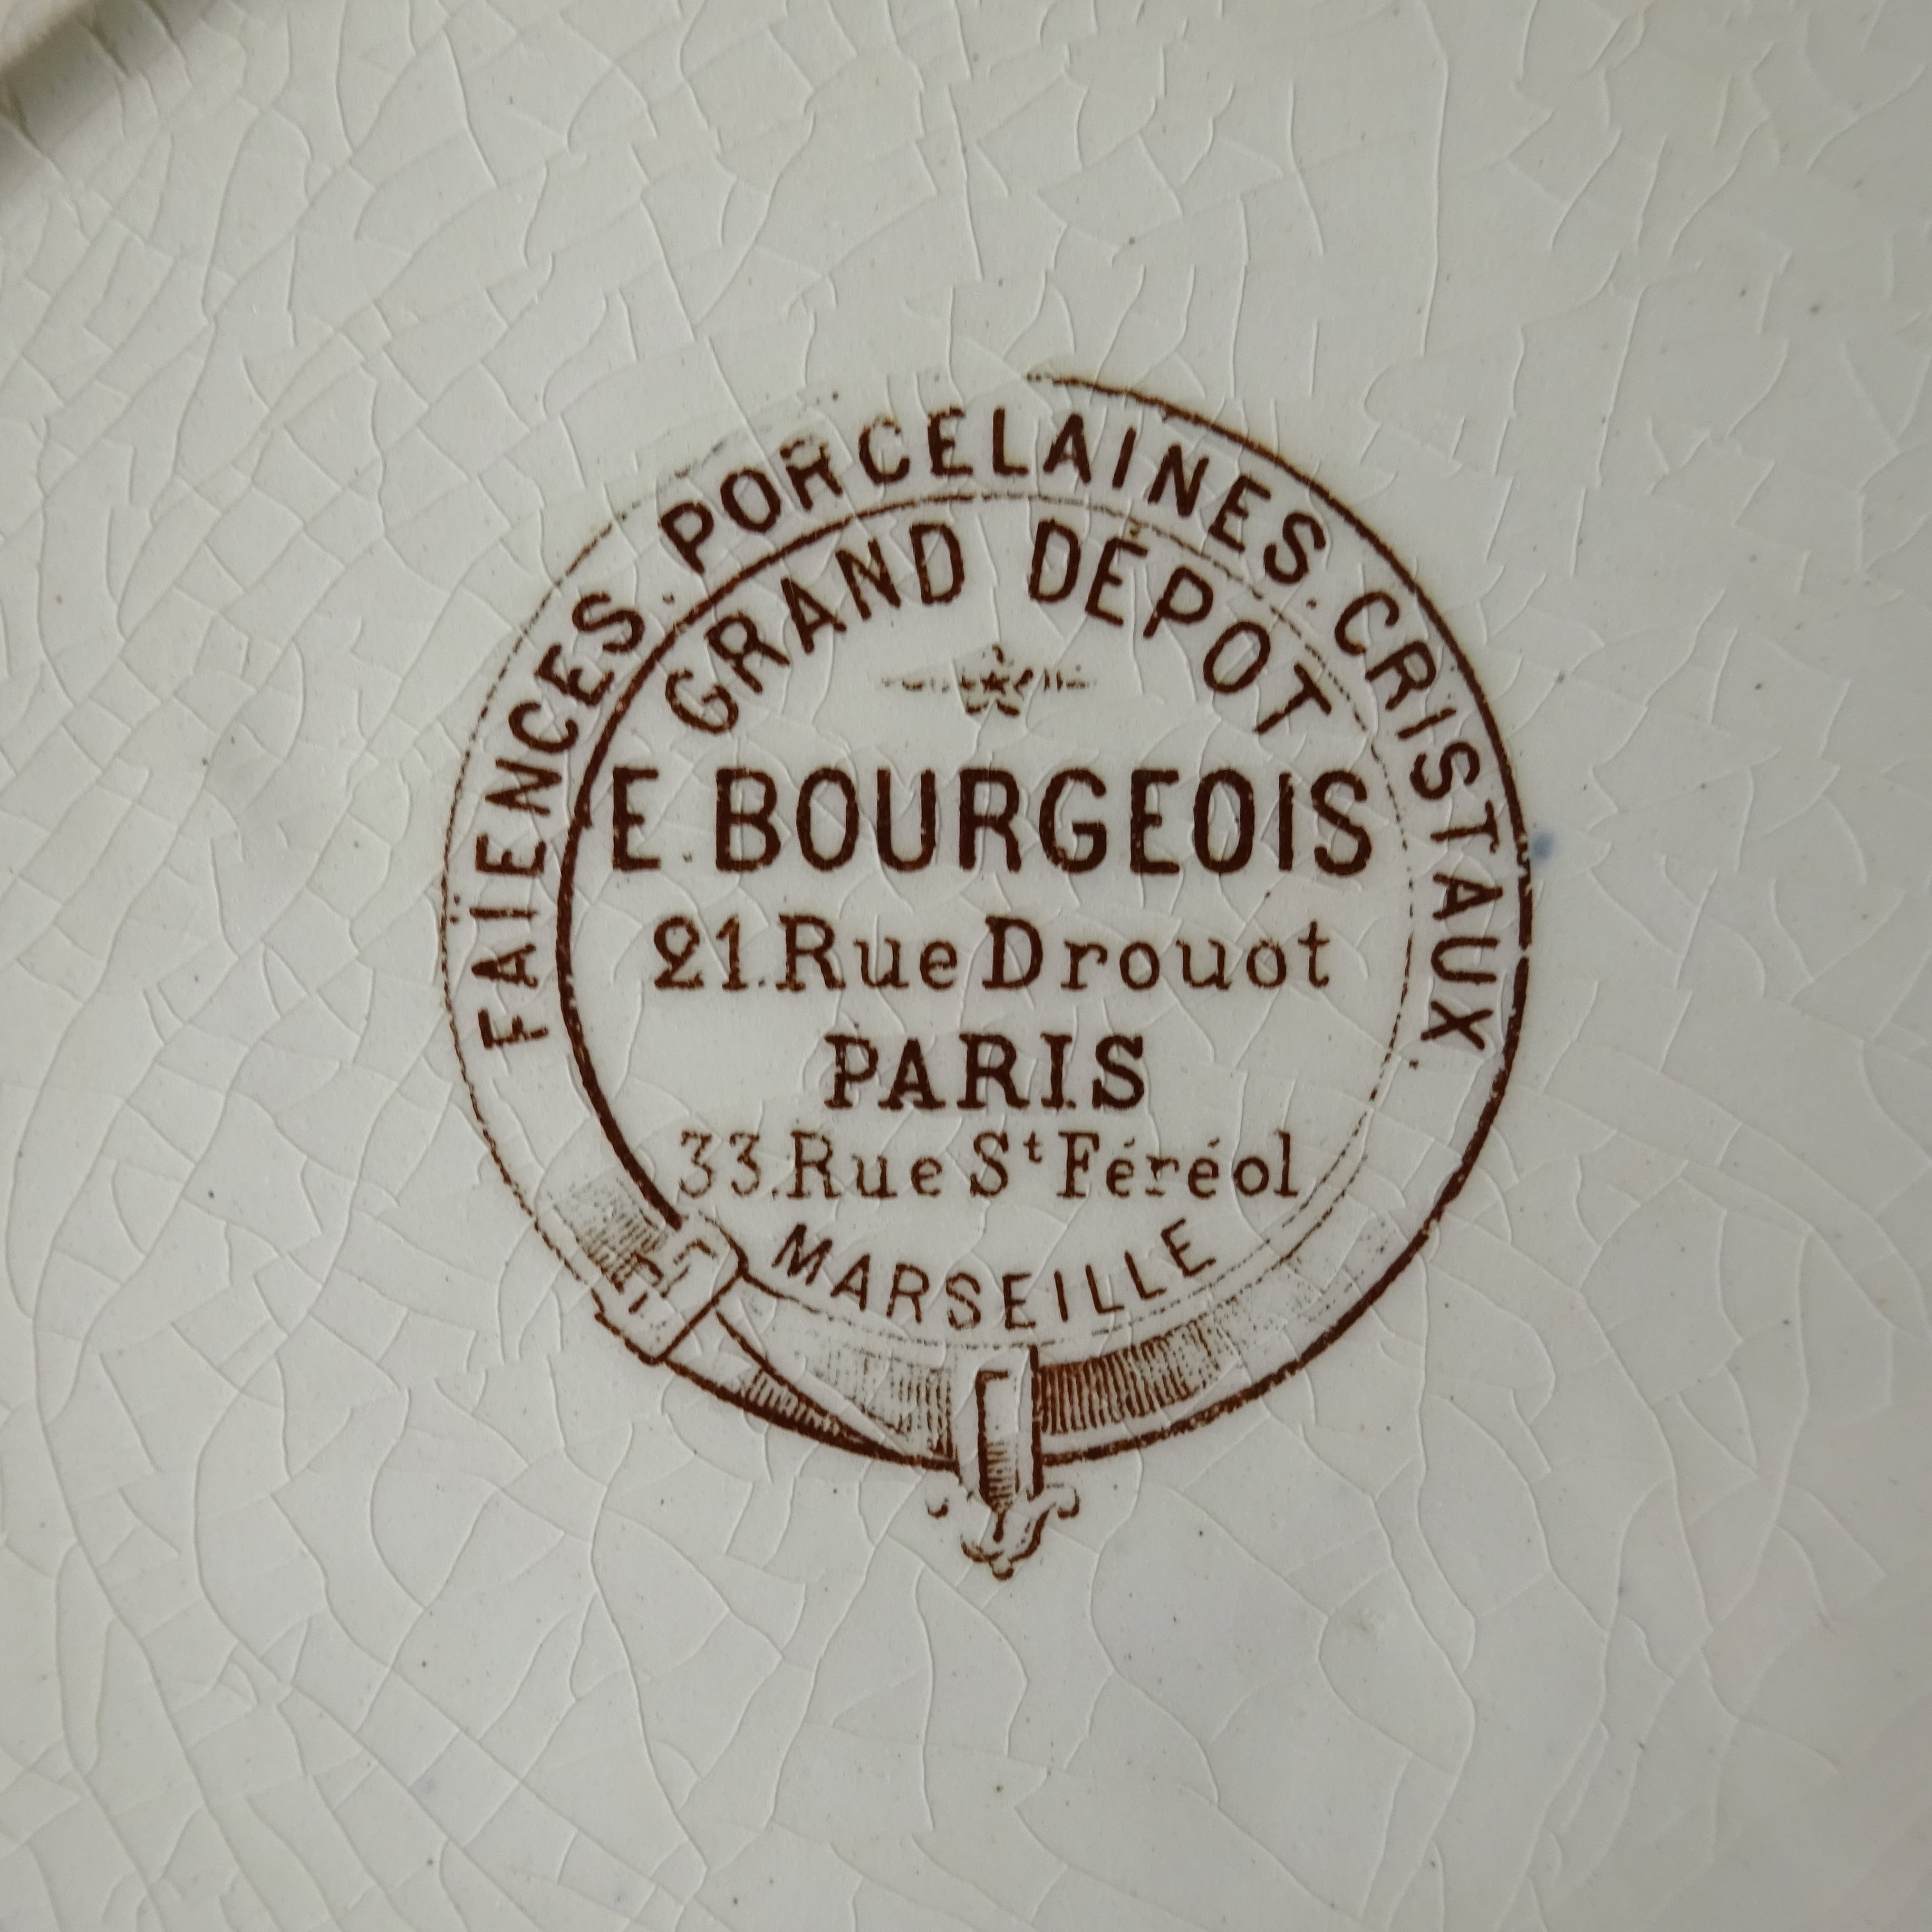 FAÏENCES. PORCELAINES. CRISTAUX.
GRAND DÉPOT
E. BOURGEOIS
21. Rue Drouot
PARIS
33. Rue St Féréol
MARSEILLE